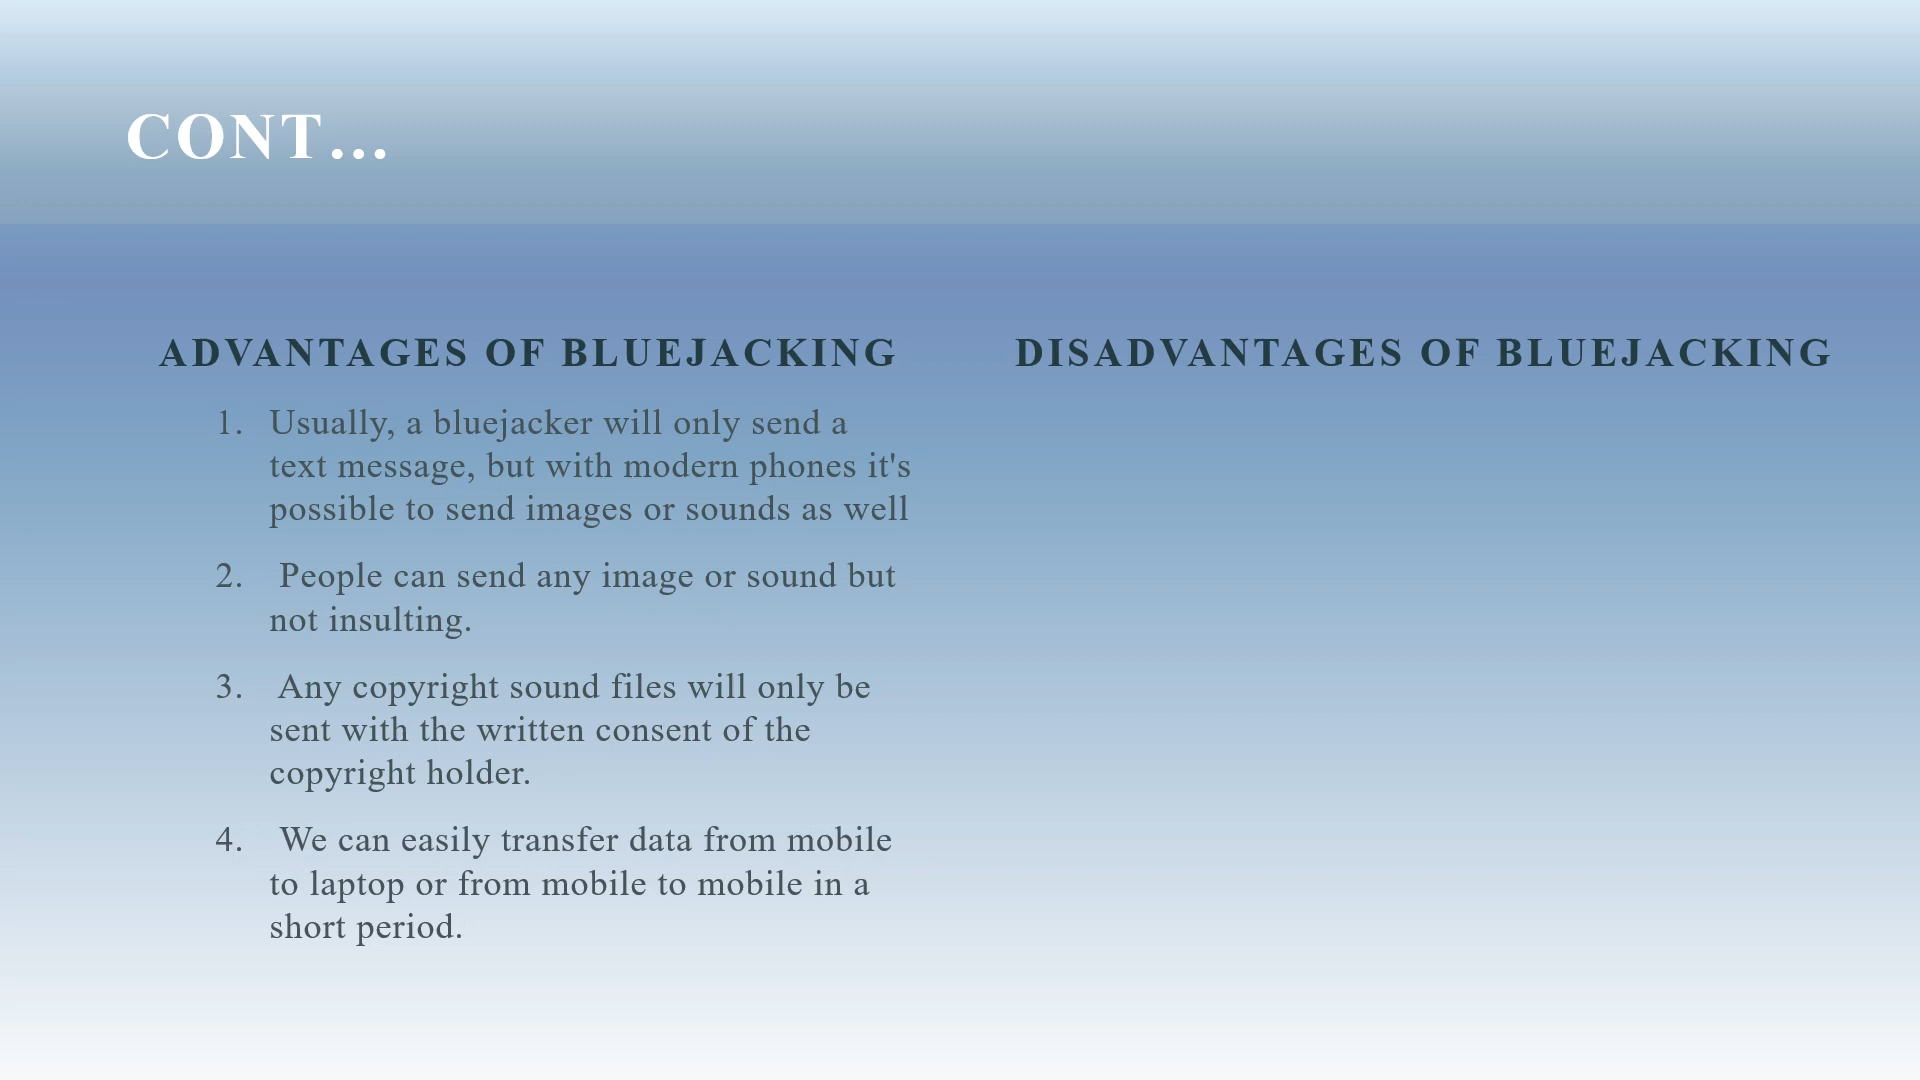 CONT...
ADVANTAGES OF BLUEJACKING
1. Usually, a bluejacker will only send a
text message, but with modern phones it's
possible to send images or sounds as well
2. People can send any image or sound but
not insulting.
3. Any copyright sound files will only be
sent with the written consent of the
copyright holder.
4. We can easily transfer data from mobile
to laptop or from mobile to mobile in a
short period.
DISADVANTAGES OF BLUEJACKING